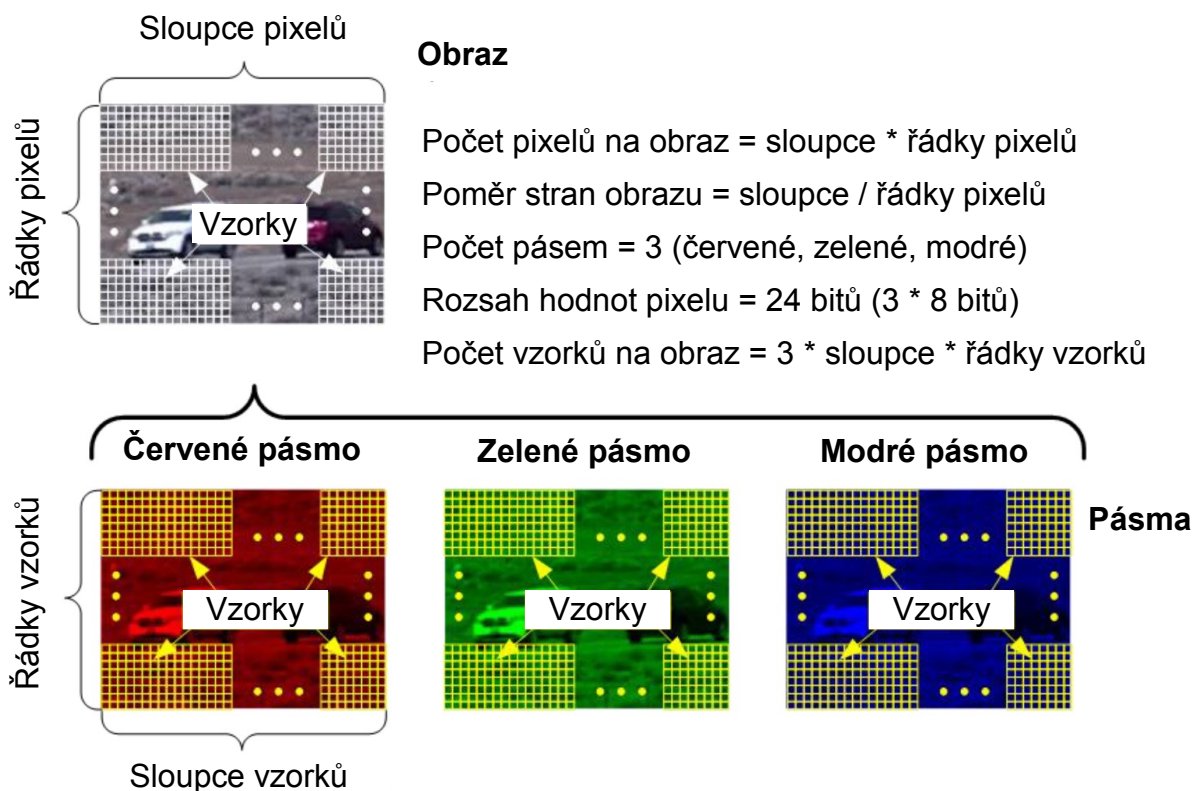 Sloupce pixelů
Obraz
Řádky pixelů
Vzorky
Počet pixelů na obraz = sloupce * řádky pixelů
Poměr stran obrazu = sloupce / řádky pixelů
Počet pásem = 3 (červené, zelené, modré)
Rozsah hodnot pixelu = 24 bitů (3 * 8 bitů)
Počet vzorků na obraz = 3 * sloupce * řádky vzorků
Červené pásmo
Zelené pásmo
Modré pásmo
Pásma
Řádky vzorků
Vzorky
Vzorky
Vzorky
Sloupce vzorků